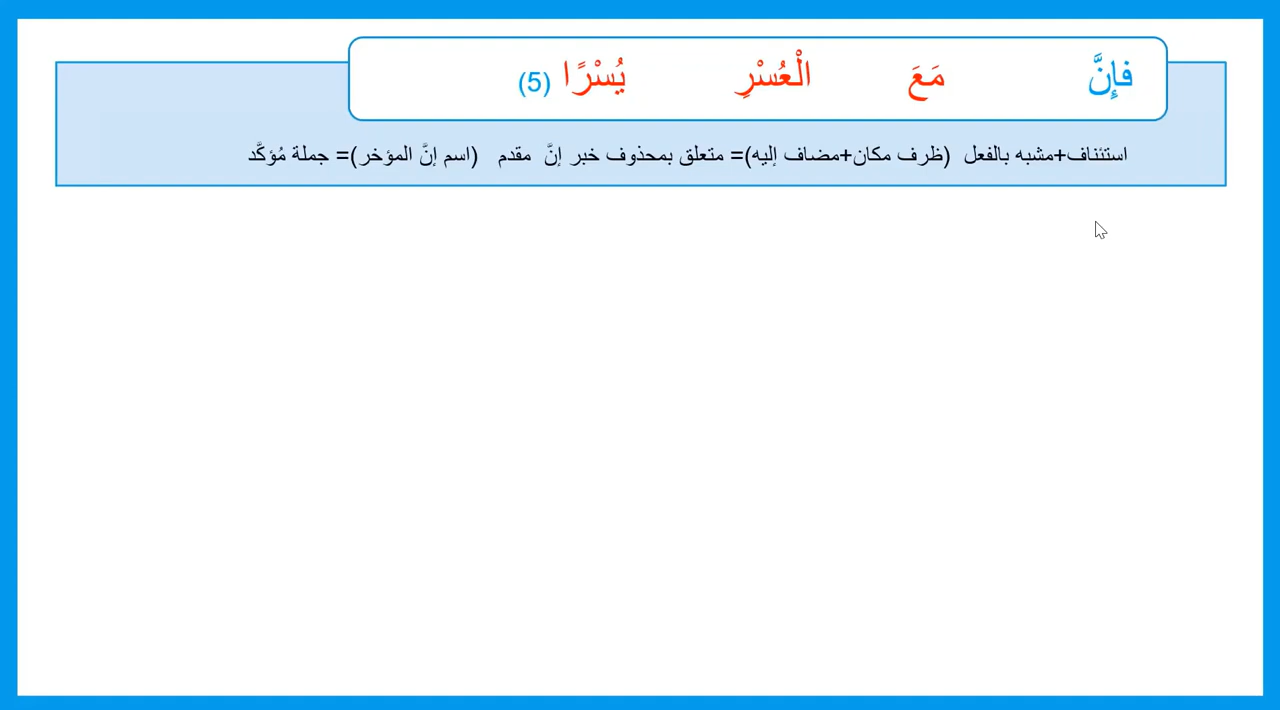 فَإِنَّ مَعَ الْعُسْرِ يُسْرًا (5)
استئناف+مشبه بالفعل (ظرف مكان+مضاف إليه)= متعلق بمحذوف خبر إنَّ مقدم (اسم إنَّ المؤخر)= جملة مُؤكَّد